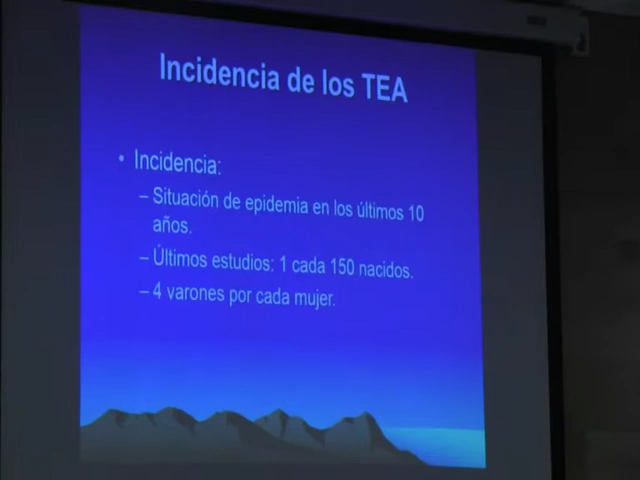 Incidencia de los TEA
• Incidencia:
– Situación de epidemia en los últimos 10
años.
– Últimos estudios: 1 cada 150 nacidos.
– 4 varones por cada mujer.